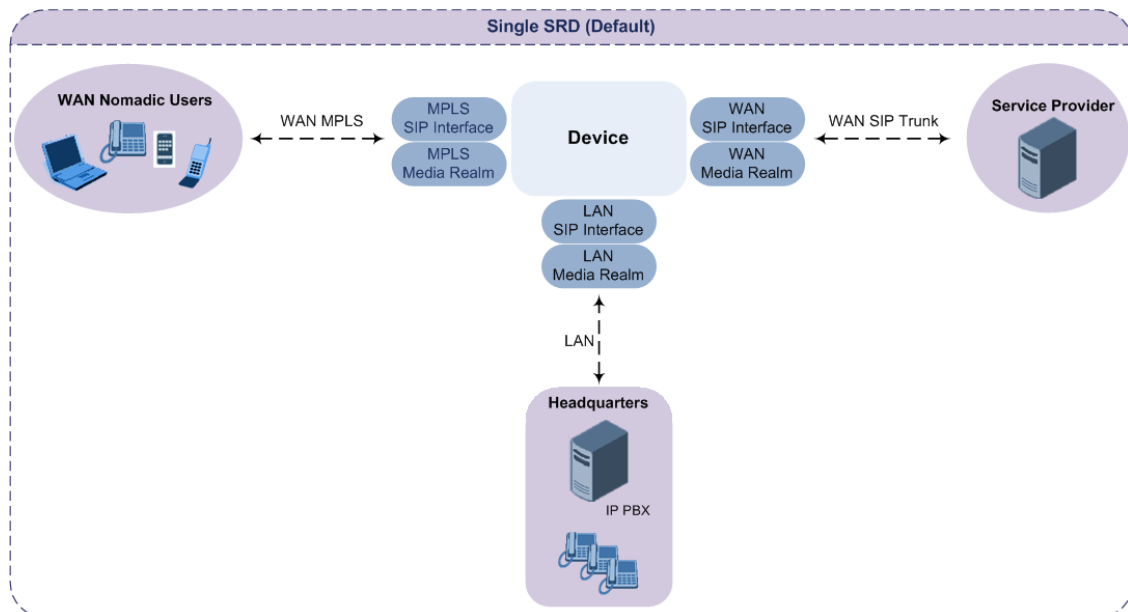 Single SRD (Default)
WAN Nomadic Users
WAN MPLS
MPLS
SIP Interface
MPLS
Media Realm
Device
WAN
SIP Interface
WAN
Media Realm
WAN SIP Trunk
Service Provider
LAN
SIP Interface
LAN
Media Realm
LAN
Headquarters
IP PBX